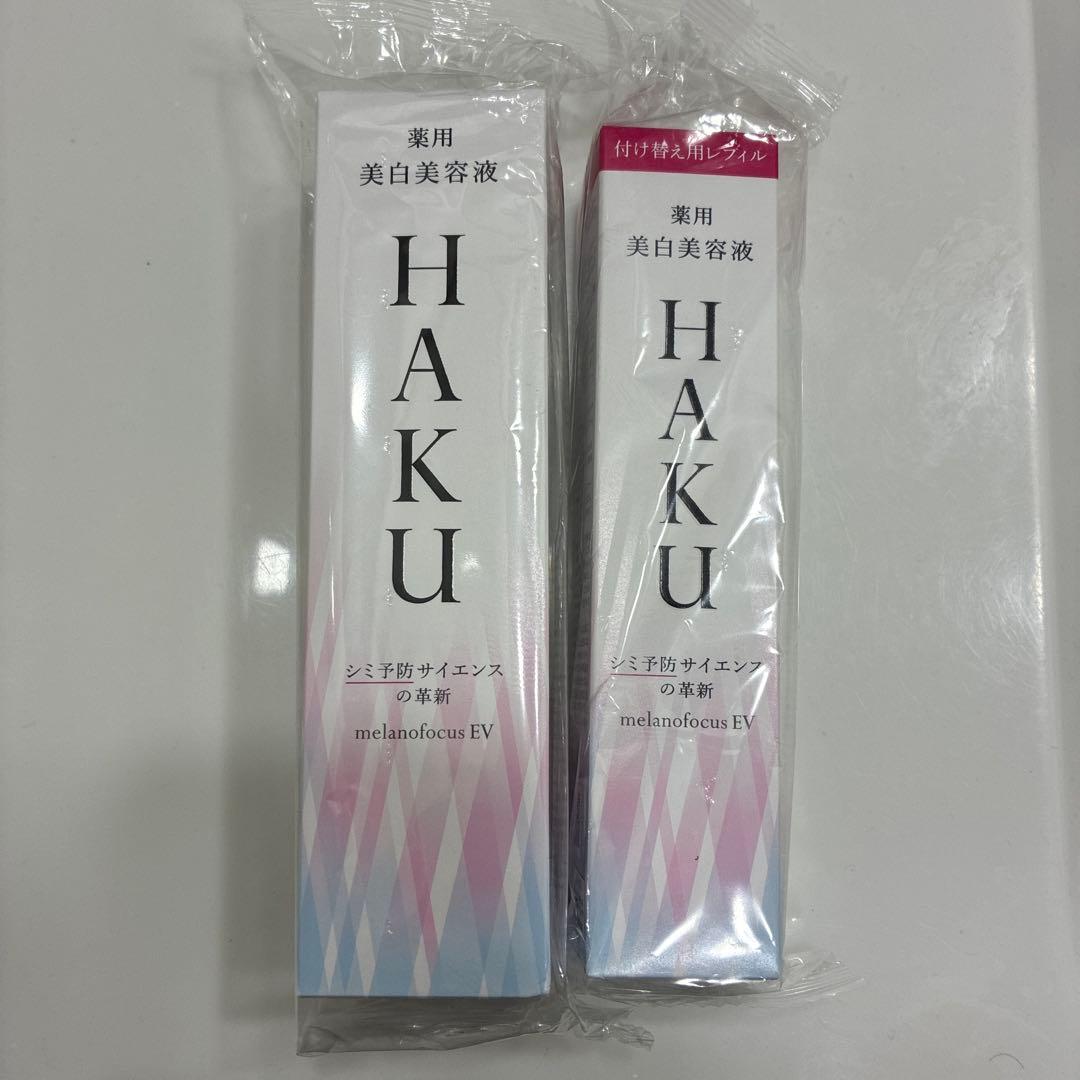 薬用
美白美容液
HAKU
シミ予防サイエンス
の革新
melanofocus EV
付け替え用レフィル
薬用
美白美容液
HAKU
シミ予防サイエンス
の革新
melanofocus EV